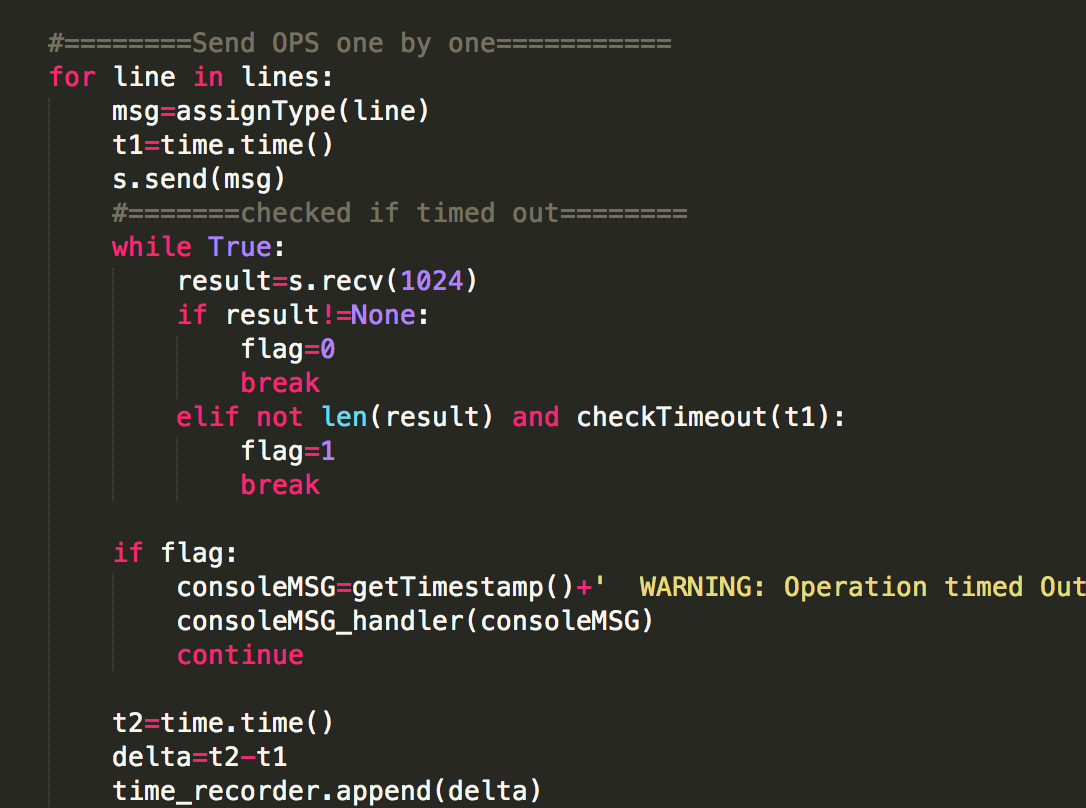 #========Send OPS one by one===========
for line in lines:
    msg=assignType(line)
    t1=time.time()
    s.send(msg)
    #=======checked if timed out========
    while True:
        result=s.recv(1024)
        if result!=None:
            flag=0
            break
        elif not len(result) and checkTimeout(t1):
            flag=1
            break

    if flag:
        consoleMSG=getTimestamp()+'  WARNING: Operation timed Out
        consoleMSG_handler(consoleMSG)
        continue

    t2=time.time()
    delta=t2-t1
    time_recorder.append(delta)